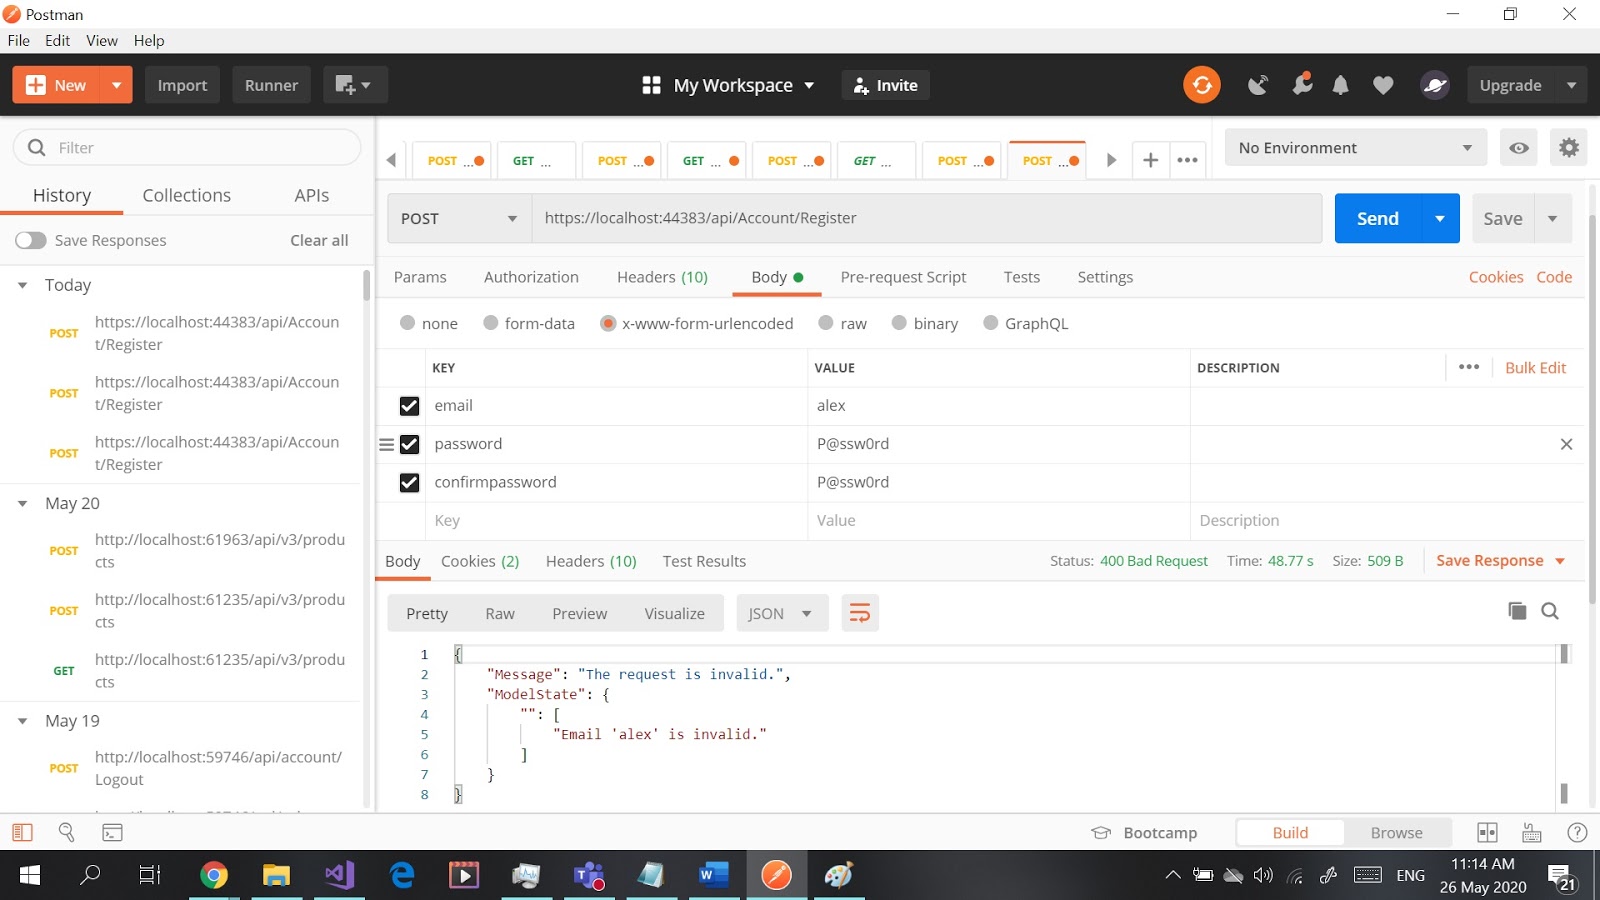 Postman
File Edit View Help
New Import Runner My Workspace Invite Upgrade
Filter
History Collections APIs
Save Responses Clear all
Today
POST https://localhost:44383/api/Accoun
t/Register
POST https://localhost:44383/api/Accoun
t/Register
POST https://localhost:44383/api/Accoun
t/Register
May 20
POST http://localhost:61963/api/v3/produ
cts
POST http://localhost:61235/api/v3/produ
cts
GET http://localhost:61235/api/v3/produ
cts
May 19
POST http://localhost:59746/api/account/
Logout
POST ... GET ... POST ... GET ... POST ... GET ... POST ... POST ... No Environment
POST https://localhost:44383/api/Account/Register Send Save
Params Authorization Headers (10) Body Pre-request Script Tests Settings Cookies Code
none form-data x-www-form-urlencoded raw binary GraphQL
KEY VALUE DESCRIPTION Bulk Edit
email alex
password P@ssw0rd
confirmpassword P@ssw0rd
Key Value Description
Body Cookies (2) Headers (10) Test Results Status: 400 Bad Request Time: 48.77 s Size: 509 B Save Response
Pretty Raw Preview Visualize JSON
1 {
2 "Message": "The request is invalid.",
3 "ModelState": {
4 "": [
5 "Email 'alex' is invalid."
6 ]
7 }
8 }
Bootcamp Build Browse
ENG 11:14 AM
26 May 2020 21